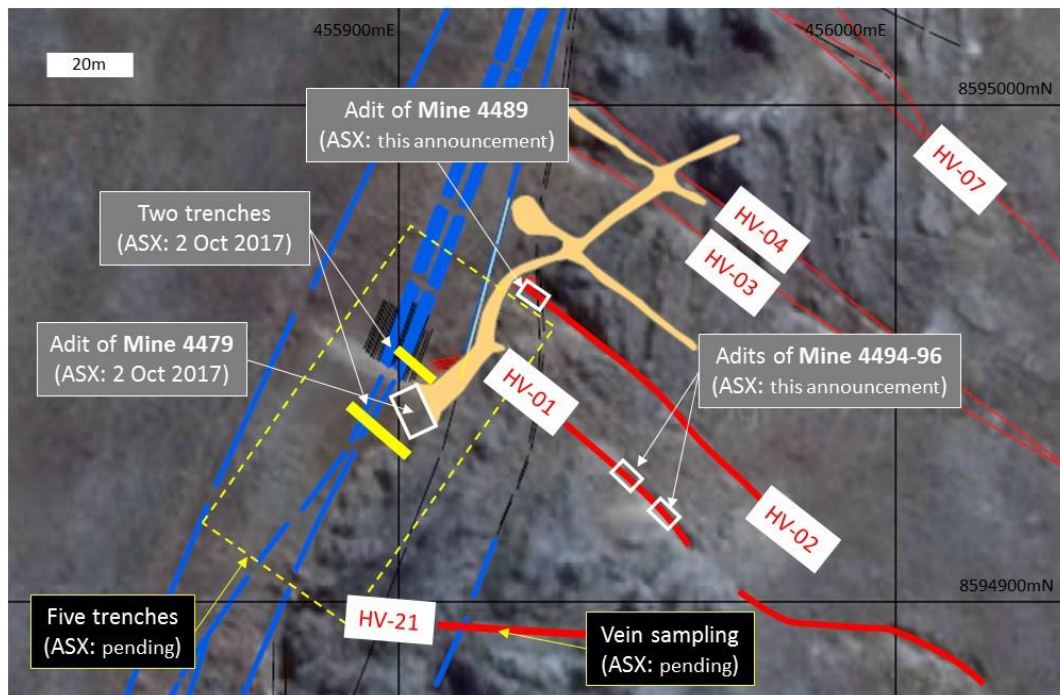 455900mE
456000mE
20m
8595000mN
Adit of Mine 4489
(ASX: this announcement)
HV-07
Two trenches
(ASX: 2 Oct 2017)
HV-04
HV-03
Adit of Mine 4479
(ASX: 2 Oct 2017)
Adits of Mine 4494-96
(ASX: this announcement)
HV-01
HV-02
8594900mN
Five trenches
(ASX: pending)
HV-21
Vein sampling
(ASX: pending)